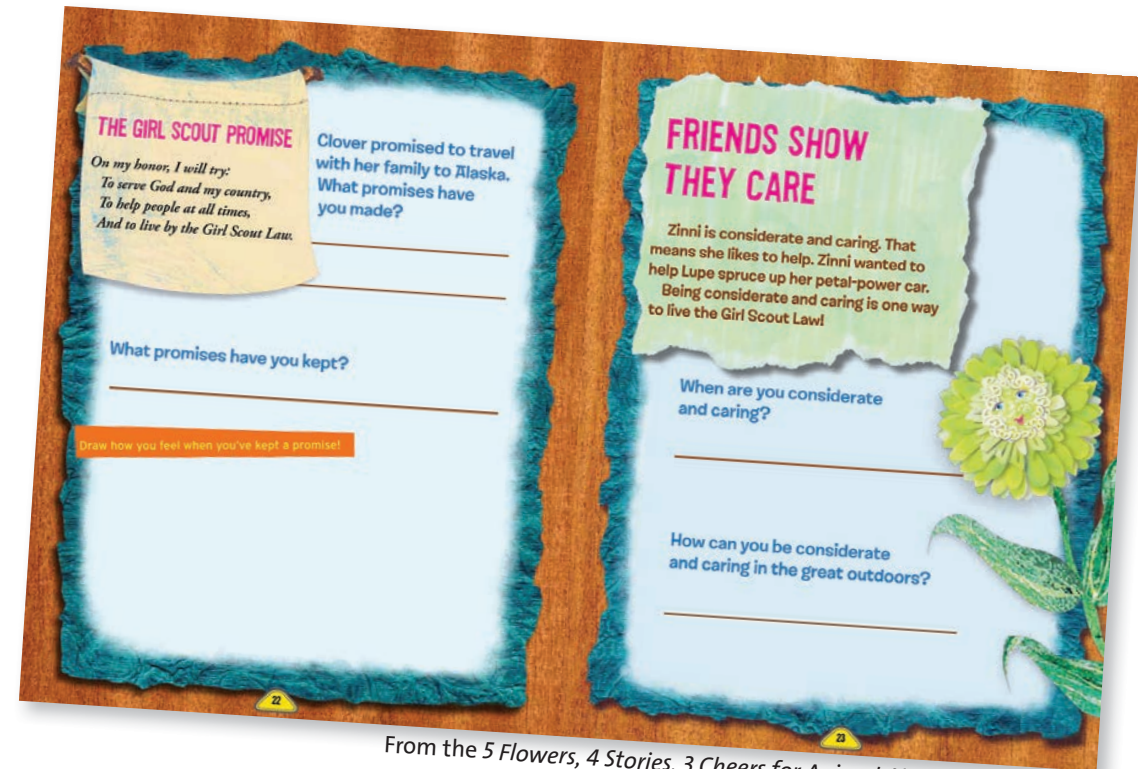 THE GIRL SCOUT PROMISE
On my honor, I will try:
To serve God and my country,
To help people at all times,
And to live by the Girl Scout Law.
Clover promised to travel
with her family to Alaska.
What promises have
you made?
What promises have you kept?
Draw how you feel when you've kept a promise!
22
FRIENDS SHOW
THEY CARE
Zinni is considerate and caring. That
means she likes to help. Zinni wanted to
help Lupe spruce up her petal-power car.
Being considerate and caring is one way
to live the Girl Scout Law!
When are you considerate
and caring?
How can you be considerate
and caring in the great outdoors?
23
From the 5 Flowers, 4 Stories, 3 Cheers for